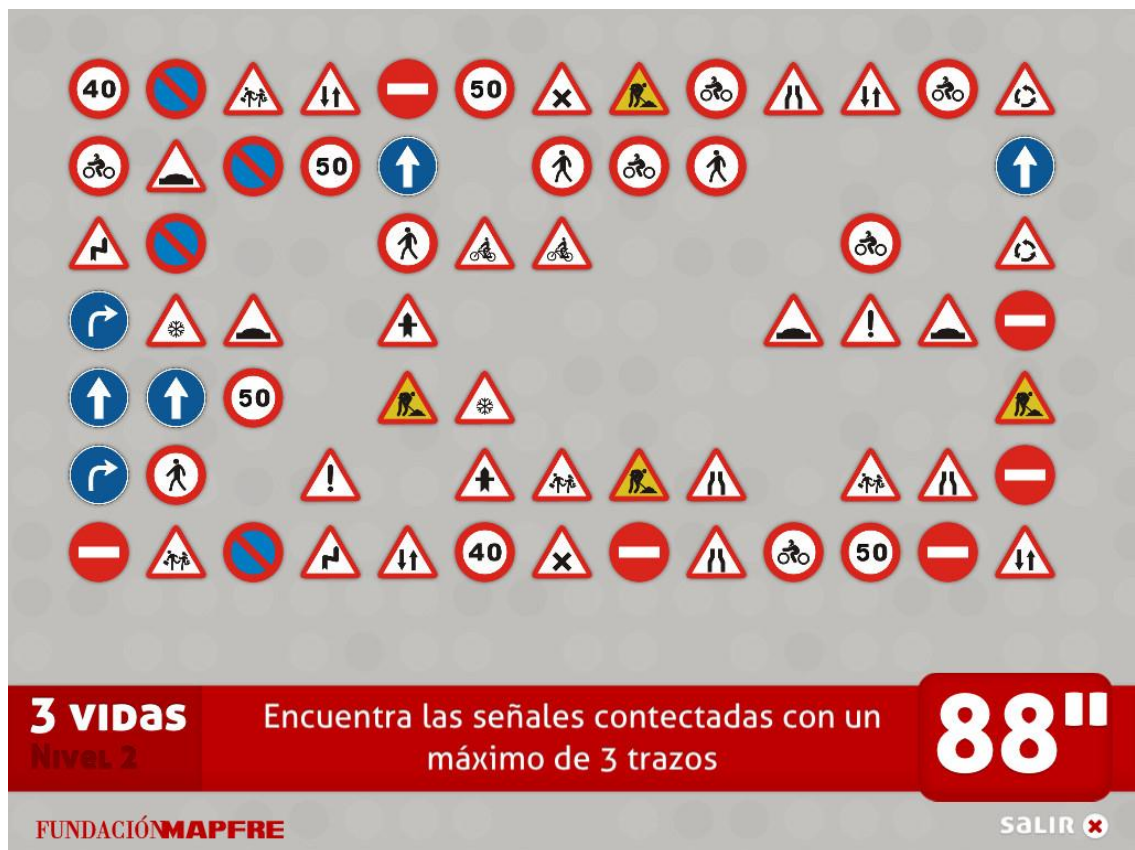 40 50
50
50
40 50
3 VIDAS
NIVEL 2
Encuentra las señales contectadas con un
máximo de 3 trazos
88"
FUNDACIÓNMAPFRE
SALIR